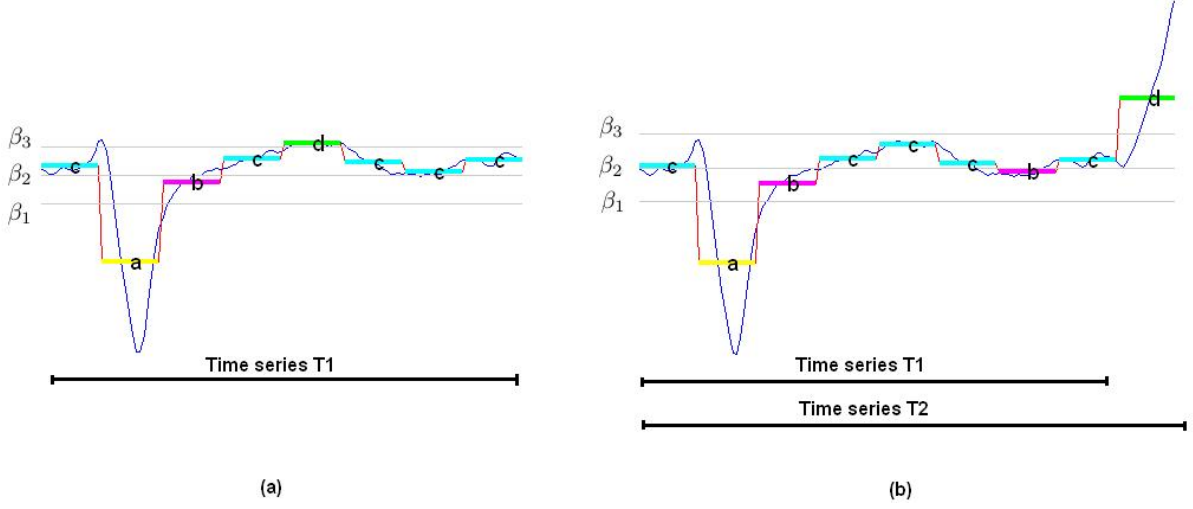 β3
β2
β1
c
a
b
c
d
c
c
c
Time series T1
(a)
β3
β2
β1
c
a
b
c
c
c
b
c
d
Time series T1
Time series T2
(b)